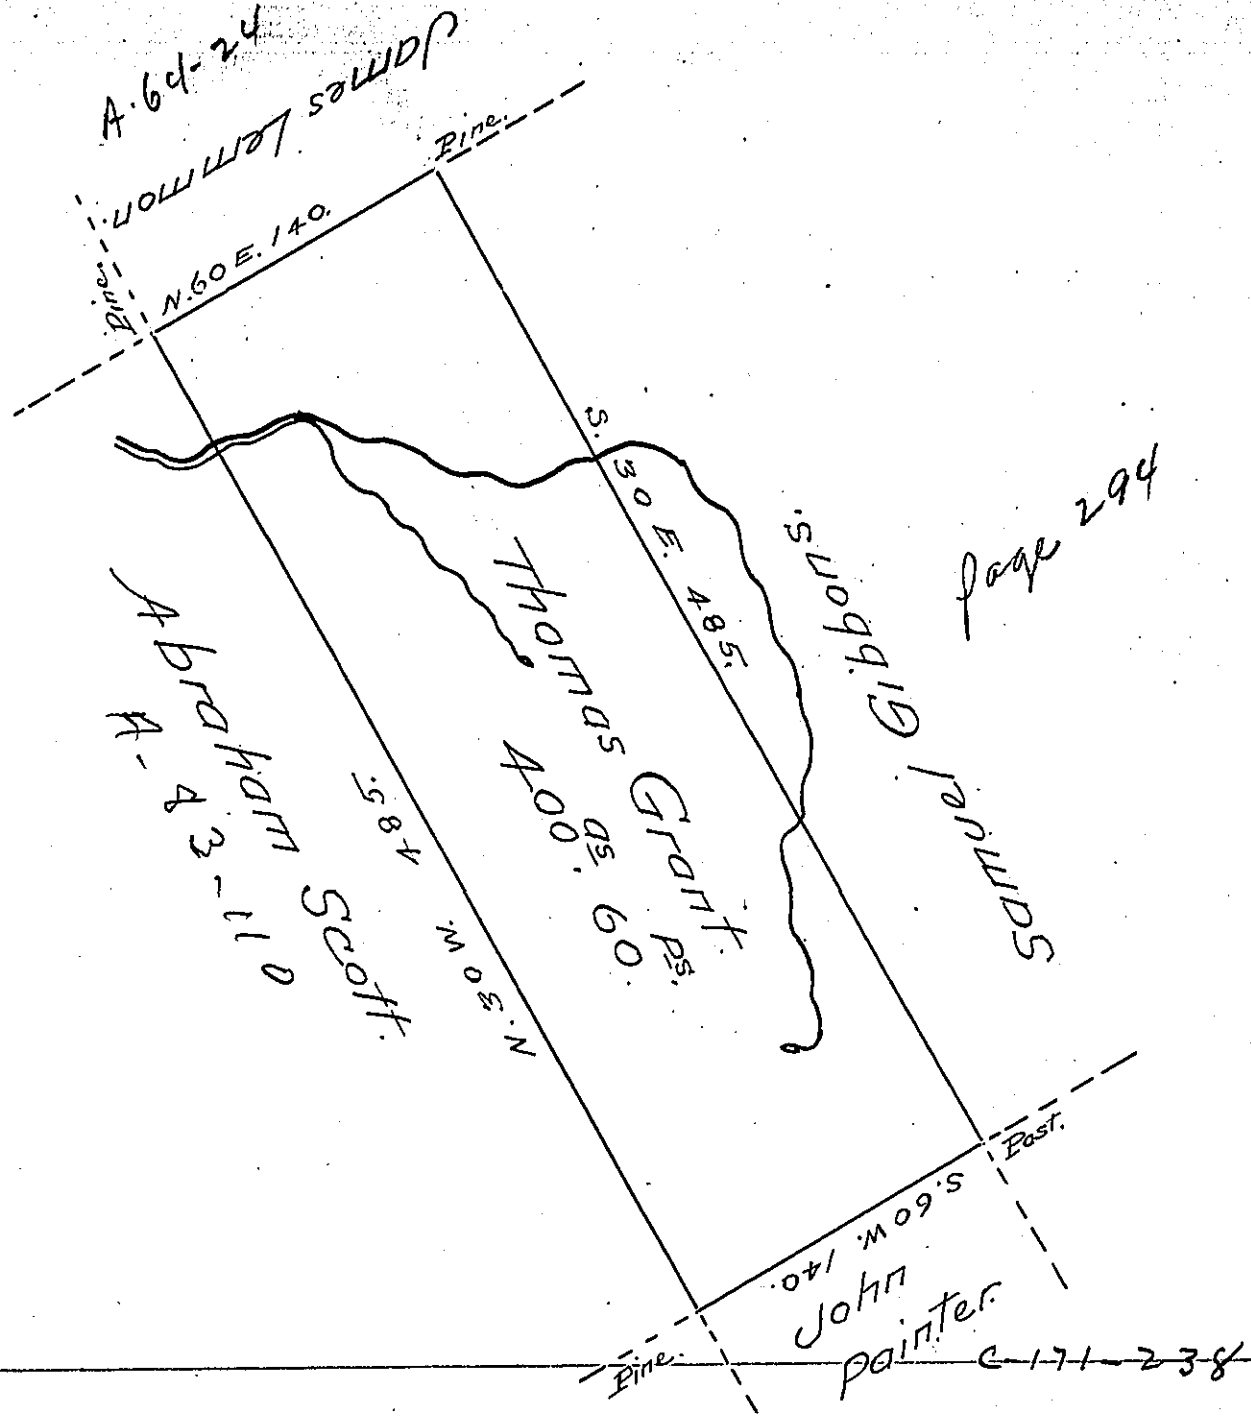 A. 64-24
James Lemmon.
Pine.
Pine.
N. 60 E. 140.
S. 30 E. 485.
Samuel Gibbons.
page 294
Thomas Grant.
as ps.
400. 60.
Abraham Scott.
A-43-110
N. 30 W. 485.
Post.
S. 60 W. 140.
John
painter.
Pine.
C-171-238